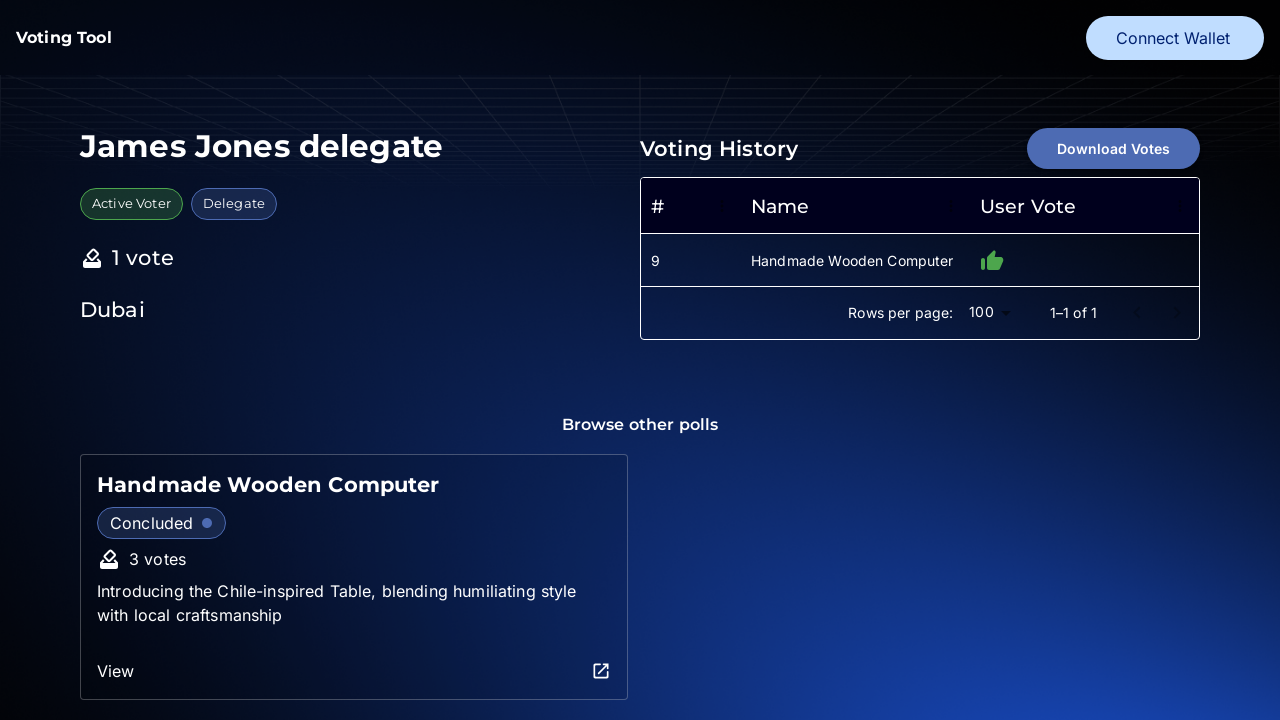 Voting Tool
Connect Wallet
James Jones delegate
Active Voter
Delegate
1 vote
Dubai
Voting History
Download Votes
# Name User Vote
9 Handmade Wooden Computer
Rows per page: 100 1–1 of 1
Browse other polls
Handmade Wooden Computer
Concluded
3 votes
Introducing the Chile-inspired Table, blending humiliating style
with local craftsmanship
View